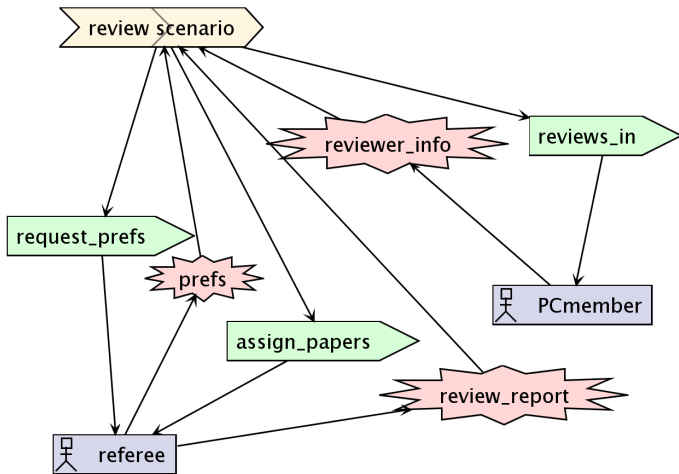 review scenario
reviewer_info
reviews_in
request_prefs
prefs
PCmember
assign_papers
review_report
referee